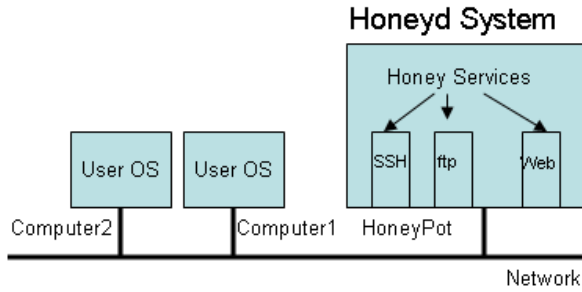 Honeyd System
Honey Services
User OS
User OS
SSH
ftp
Web
Computer2
Computer1
HoneyPot
Network